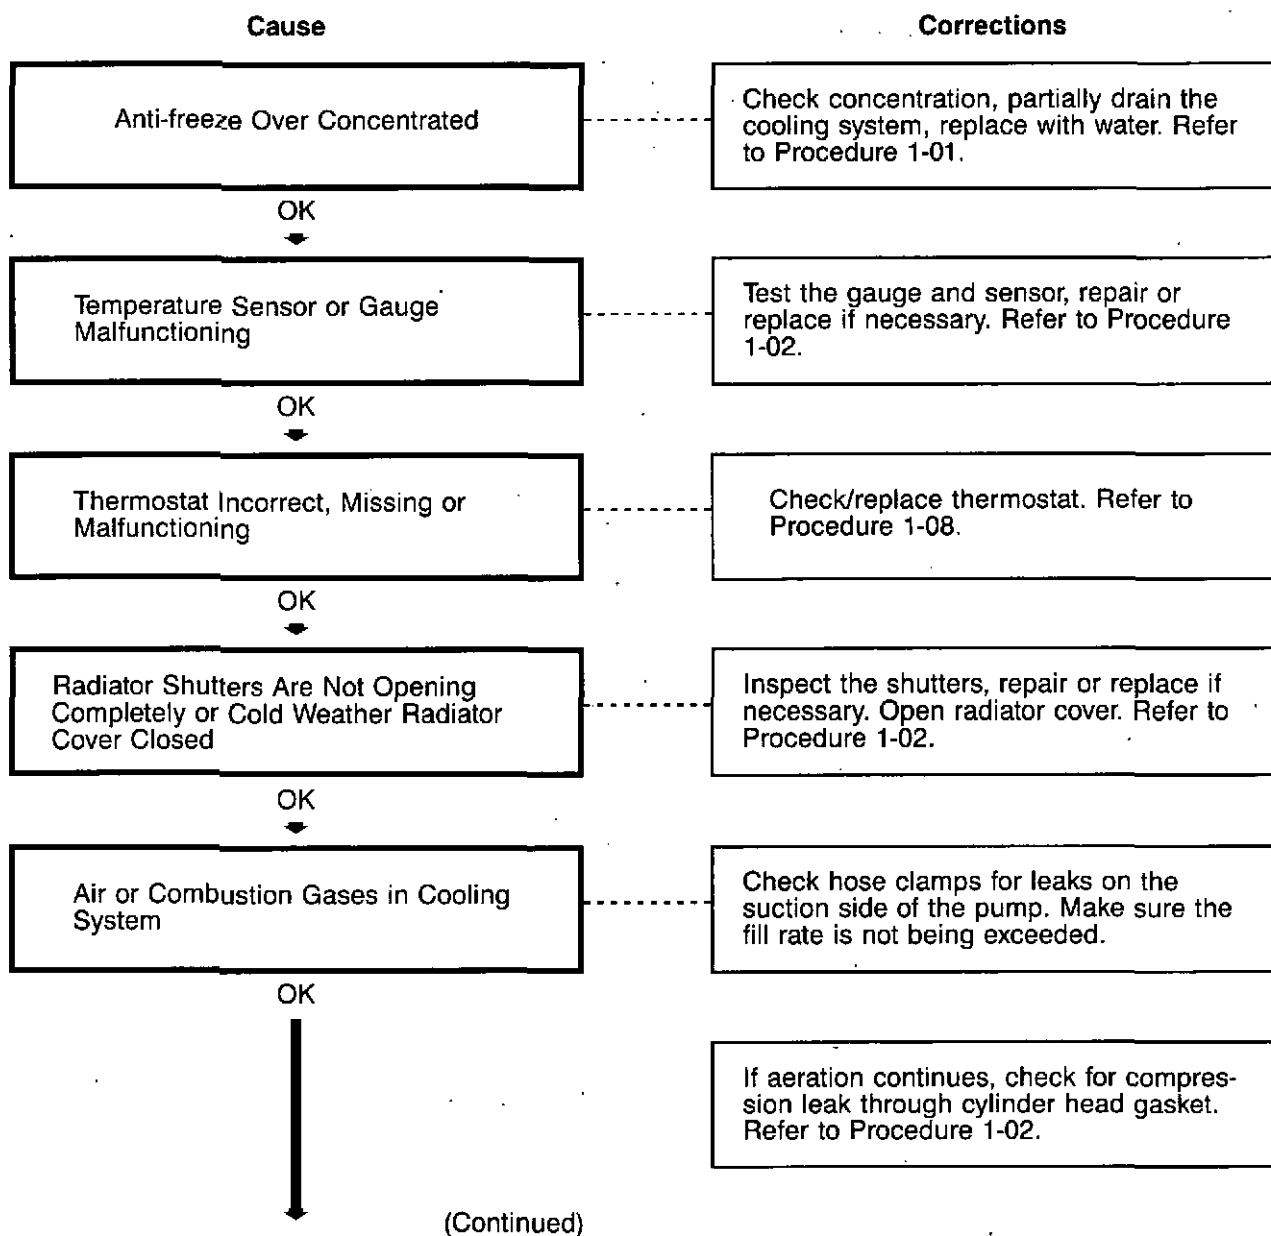 Cause
Corrections
Anti-freeze Over Concentrated
Check concentration, partially drain the
cooling system, replace with water. Refer
to Procedure 1-01.
OK
Temperature Sensor or Gauge
Malfunctioning
Test the gauge and sensor, repair or
replace if necessary. Refer to Procedure
1-02.
OK
Thermostat Incorrect, Missing or
Malfunctioning
Check/replace thermostat. Refer to
Procedure 1-08.
OK
Radiator Shutters Are Not Opening
Completely or Cold Weather Radiator
Cover Closed
Inspect the shutters, repair or replace if
necessary. Open radiator cover. Refer to
Procedure 1-02.
OK
Air or Combustion Gases in Cooling
System
Check hose clamps for leaks on the
suction side of the pump. Make sure the
fill rate is not being exceeded.
OK
If aeration continues, check for compres-
sion leak through cylinder head gasket.
Refer to Procedure 1-02.
(Continued)